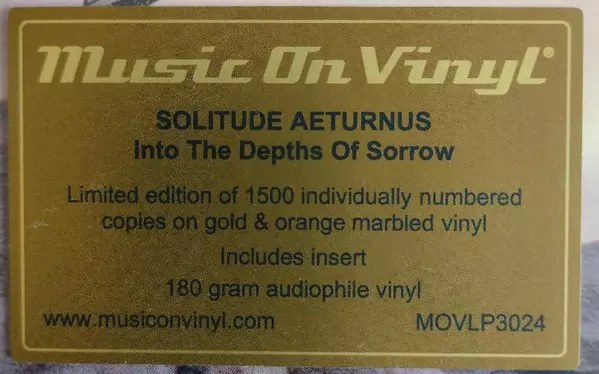 Music On Vinyl®
SOLITUDE AETURNUS
Into The Depths Of Sorrow
Limited edition of 1500 individually numbered
copies on gold & orange marbled vinyl
Includes insert
180 gram audiophile vinyl
www.musiconvinyl.com MOVLP3024